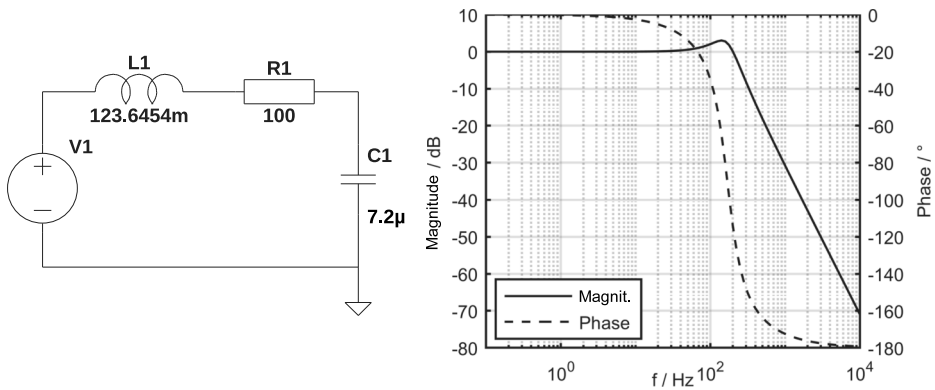 L1
123.6454m
R1
100
V1
C1
7.2µ
10
0
-10
-20
-30
-40
-50
-60
-70
-80
Magnitude / dB
0
-20
-40
-60
-80
-100
-120
-140
-160
-180
Phase / °
Magnit.
Phase
10⁰
10²
10⁴
f / Hz